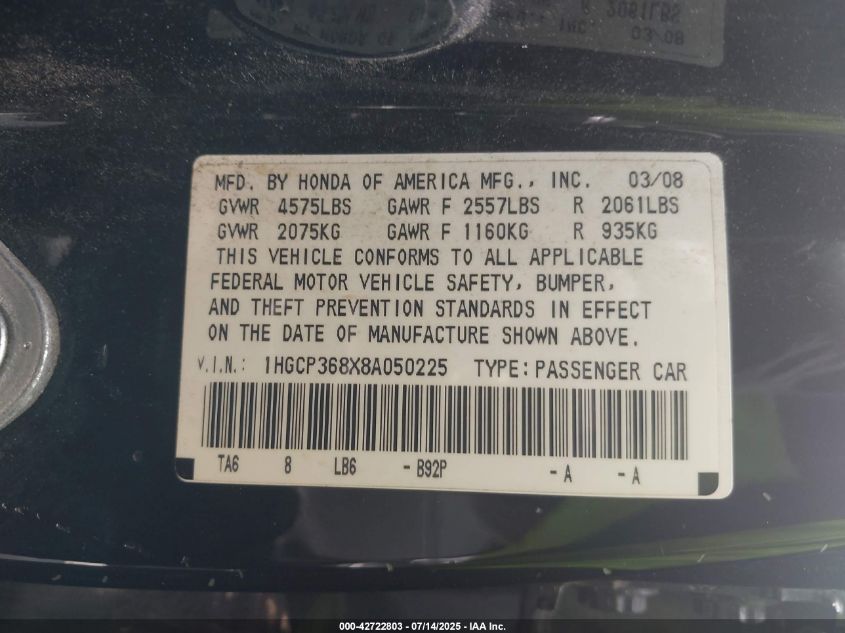 MFD. BY HONDA OF AMERICA MFG., INC. 03/08
GVWR 4575LBS GAWR F 2557LBS R 2061LBS
GVWR 2075KG GAWR F 1160KG R 935KG
THIS VEHICLE CONFORMS TO ALL APPLICABLE
FEDERAL MOTOR VEHICLE SAFETY, BUMPER,
AND THEFT PREVENTION STANDARDS IN EFFECT
ON THE DATE OF MANUFACTURE SHOWN ABOVE.
V.I.N.: 1HGCP368X8A050225 TYPE: PASSENGER CAR
TA6 8 LB6 -B92P -A -A
000-42722803 - 07/14/2025 - IAA Inc.